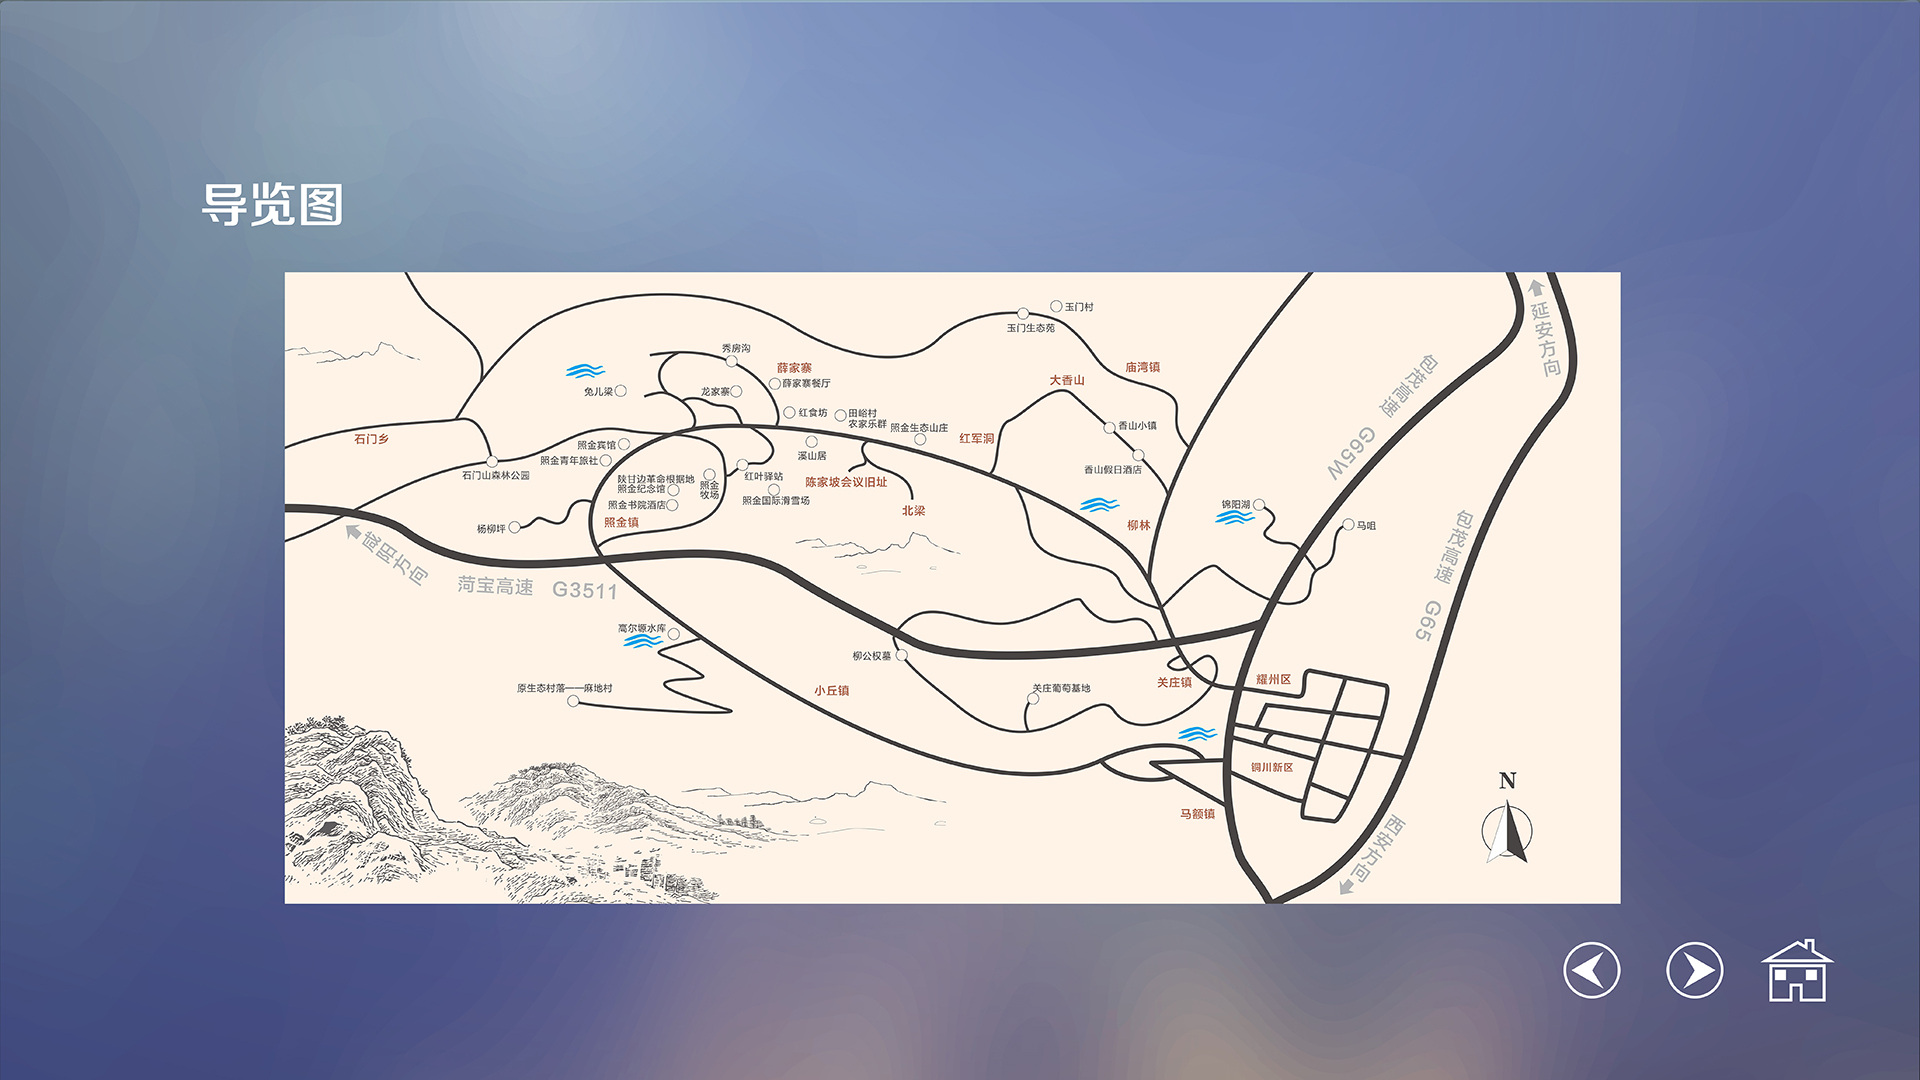 导览图
玉门村
玉门生态苑
延安方向
秀房沟
薛家寨
薛家寨餐厅
庙湾镇
大香山
包茂高速 G65W
兔儿梁
龙家寨
红食坊
田峪村
农家乐群
照金生态山庄
香山小镇
石门乡
红军洞
照金宾馆
照金青年旅社
溪山居
香山假日酒店
石门山森林公园
陕甘边革命根据地
照金纪念馆
照金
牧场
红叶驿站
陈家坡会议旧址
照金国际滑雪场
照金书院酒店
北梁
锦阳湖
照金镇
杨柳坪
柳林
马咀
咸阳方向
菏宝高速 G3511
包茂高速 G65
高尔塬水库
柳公权墓
原生态村落——麻地村
小丘镇
关庄葡萄基地
关庄镇
耀州区
铜川新区
马额镇
N
西安方向